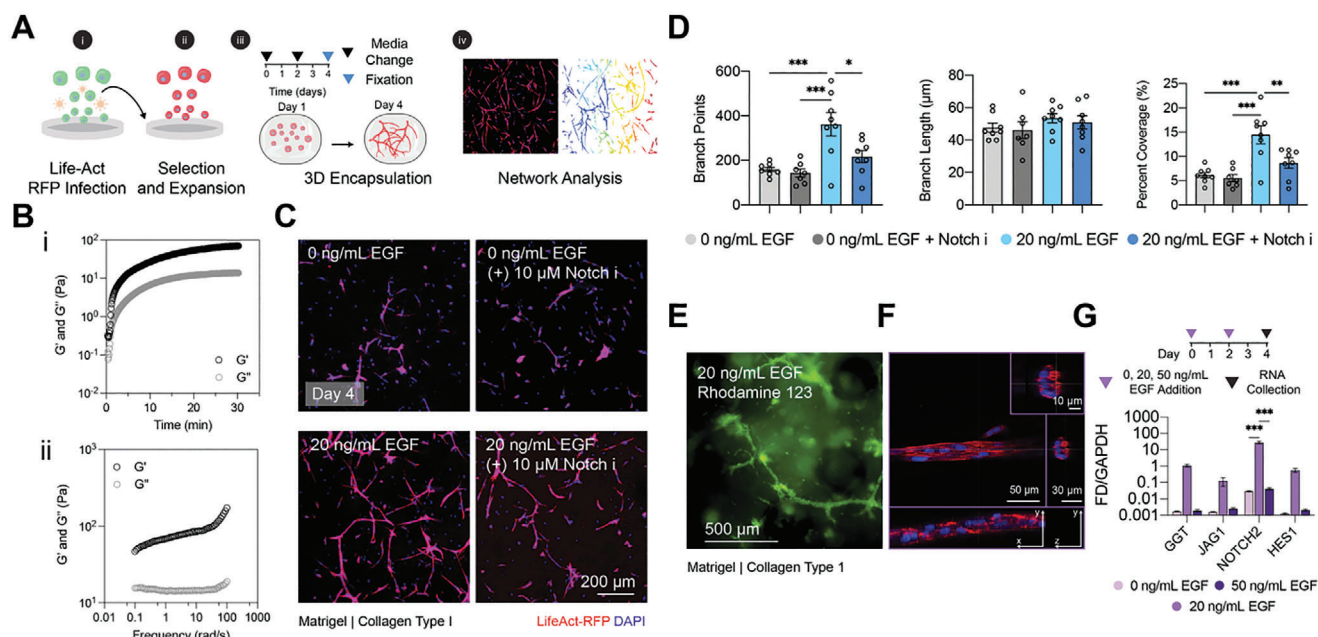 A
i
ii
iii
iv
0 2 4
Time (days)
Media
Change
Fixation
Day 1
Day 4
Life-Act
RFP Infection
Selection
and Expansion
3D Encapsulation
Network Analysis
B
i
G' and G'' (Pa)
10²
10¹
10⁰
10⁻¹
10⁻²
G'
G''
0 10 20 30
Time (min)
ii
G' and G'' (Pa)
10³
10²
10¹
G'
G''
0.01 0.1 1 10 100 1000
Frequency (rad/s)
C
0 ng/mL EGF
Day 4
0 ng/mL EGF
(+) 10 µM Notch i
20 ng/mL EGF
20 ng/mL EGF
(+) 10 µM Notch i
200 µm
Matrigel | Collagen Type I
LifeAct-RFP DAPI
D
Branch Points
600
400
200
0
***
*
***
Branch Length (µm)
100
80
60
40
20
0
Percent Coverage (%)
25
20
15
10
5
0
***
**
***
0 ng/mL EGF
0 ng/mL EGF + Notch i
20 ng/mL EGF
20 ng/mL EGF + Notch i
E
20 ng/mL EGF
Rhodamine 123
500 µm
Matrigel | Collagen Type 1
F
10 µm
50 µm
30 µm
y
x
y
z
G
Day 0 1 2 3 4
0, 20, 50 ng/mL
EGF Addition
RNA
Collection
FD/GAPDH
1000
100
10
1
0.1
0.01
0.001
***
***
GGT
JAG1
NOTCH2
HES1
0 ng/mL EGF
50 ng/mL EGF
20 ng/mL EGF